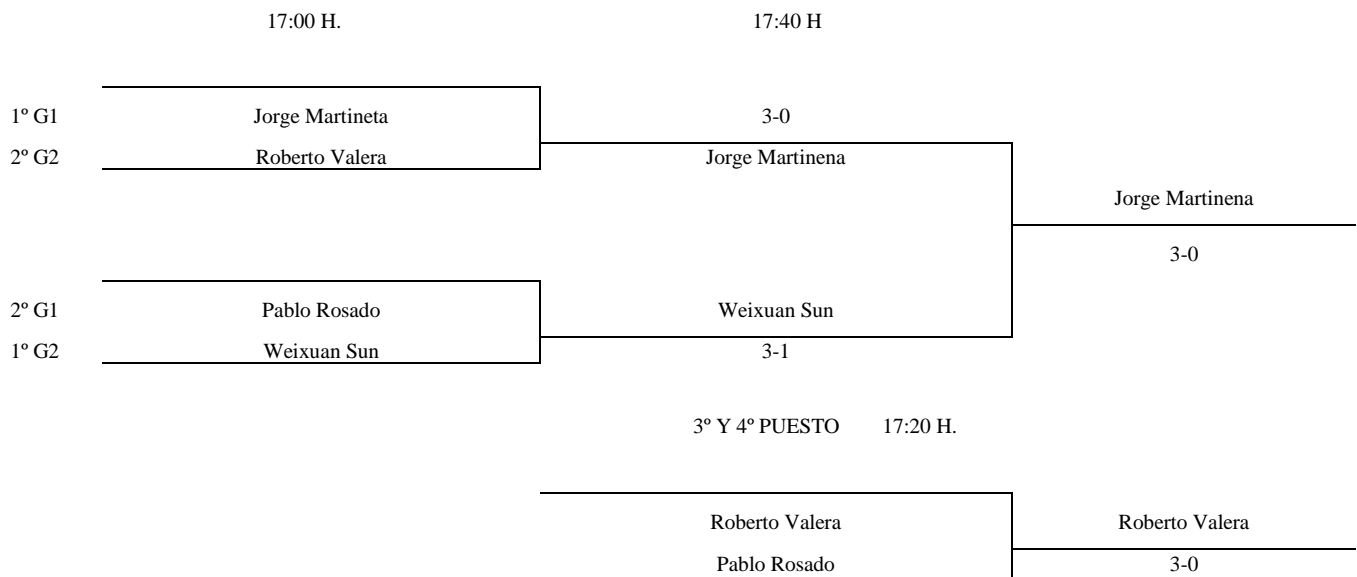 17:00 H. 17:40 H
1º G1 Jorge Martineta 3-0
2º G2 Roberto Valera Jorge Martinena
Jorge Martinena
3-0
2º G1 Pablo Rosado Weixuan Sun
1º G2 Weixuan Sun 3-1
3º Y 4º PUESTO 17:20 H.
Roberto Valera Roberto Valera
Pablo Rosado 3-0